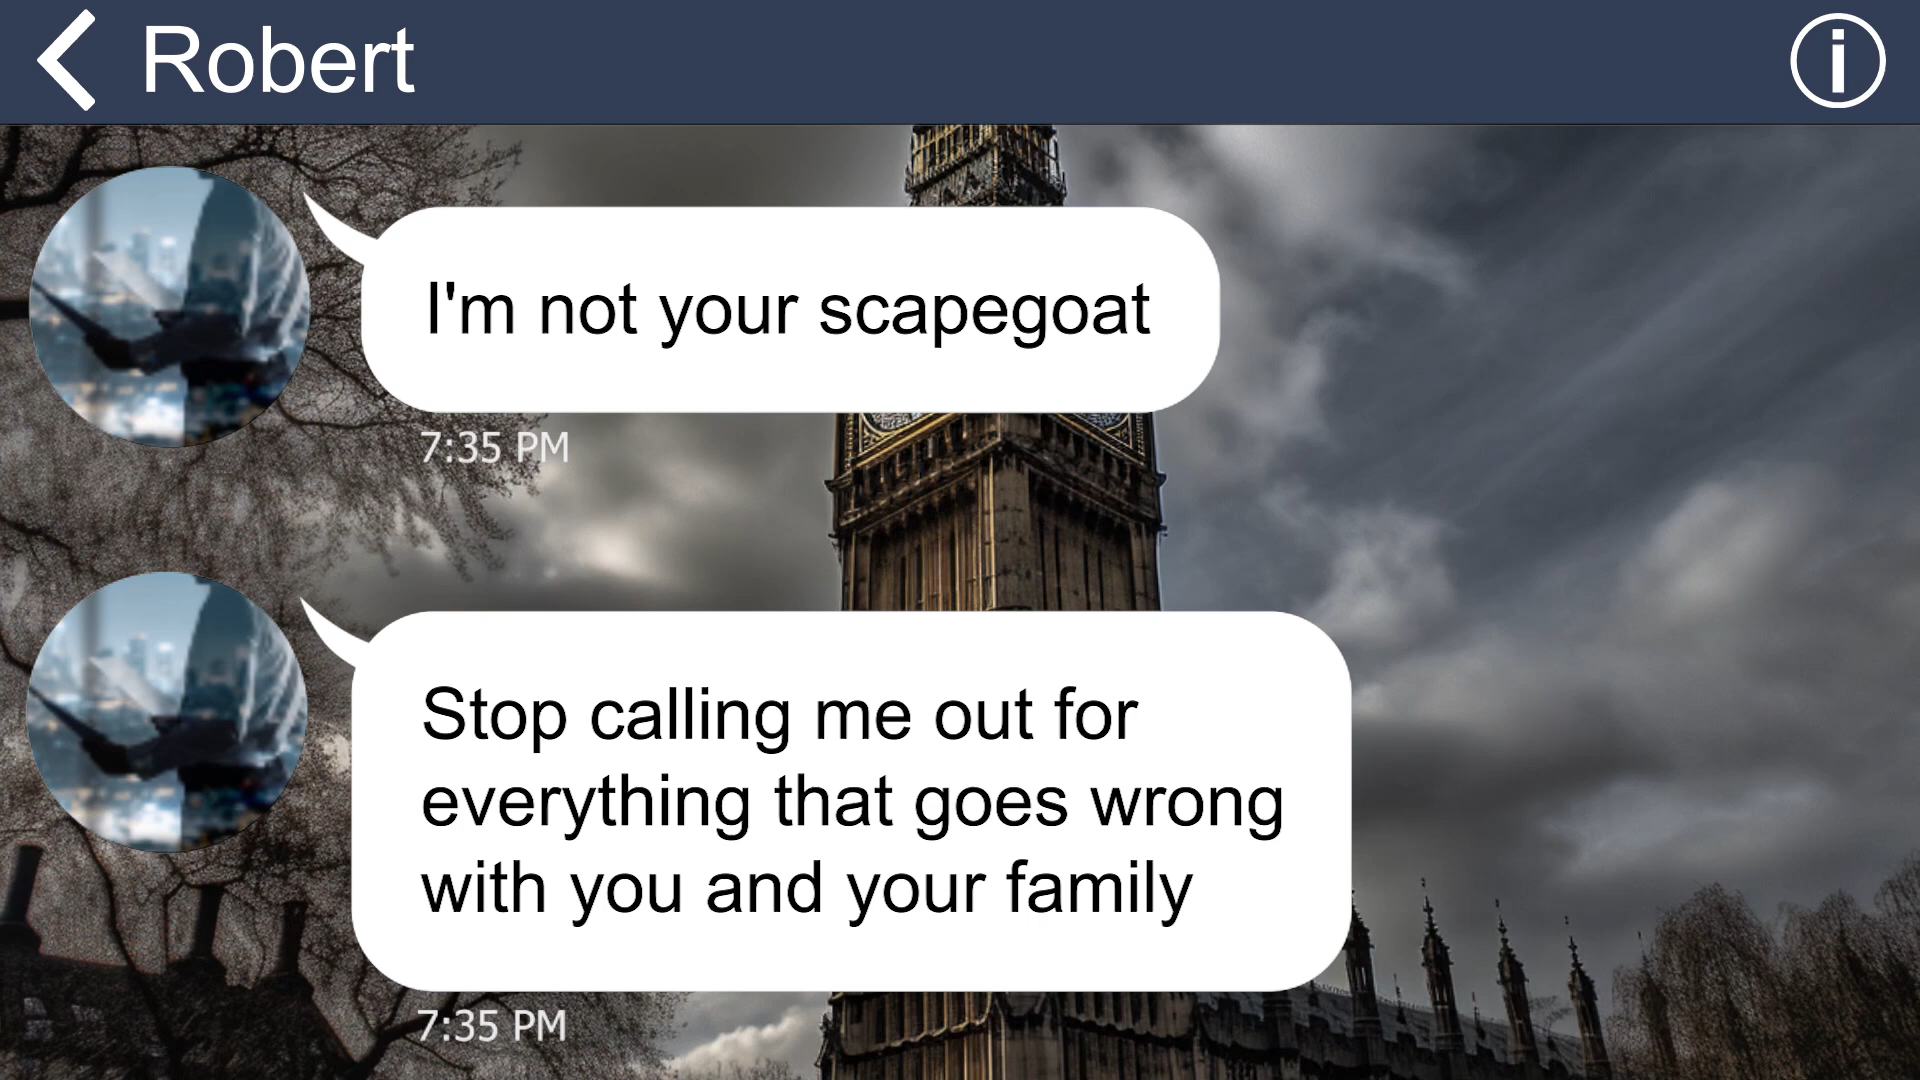 Robert
I'm not your scapegoat
7:35 PM
Stop calling me out for
everything that goes wrong
with you and your family
7:35 PM